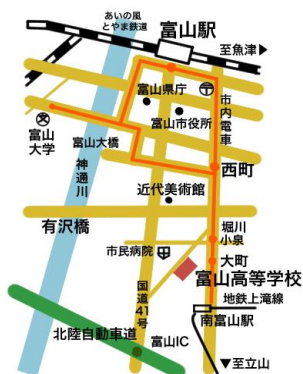 あいの風
とやま鉄道
富山駅
至魚津▶
富山県庁
〒
市内電車
富山市役所
文
富山
大学
富山大橋
西町
神通川
近代美術館
有沢橋
堀川
小泉
市民病院
大町
富山高等学校
国道41号
地鉄上滝線
南富山駅
北陸自動車道
富山IC
▼至立山